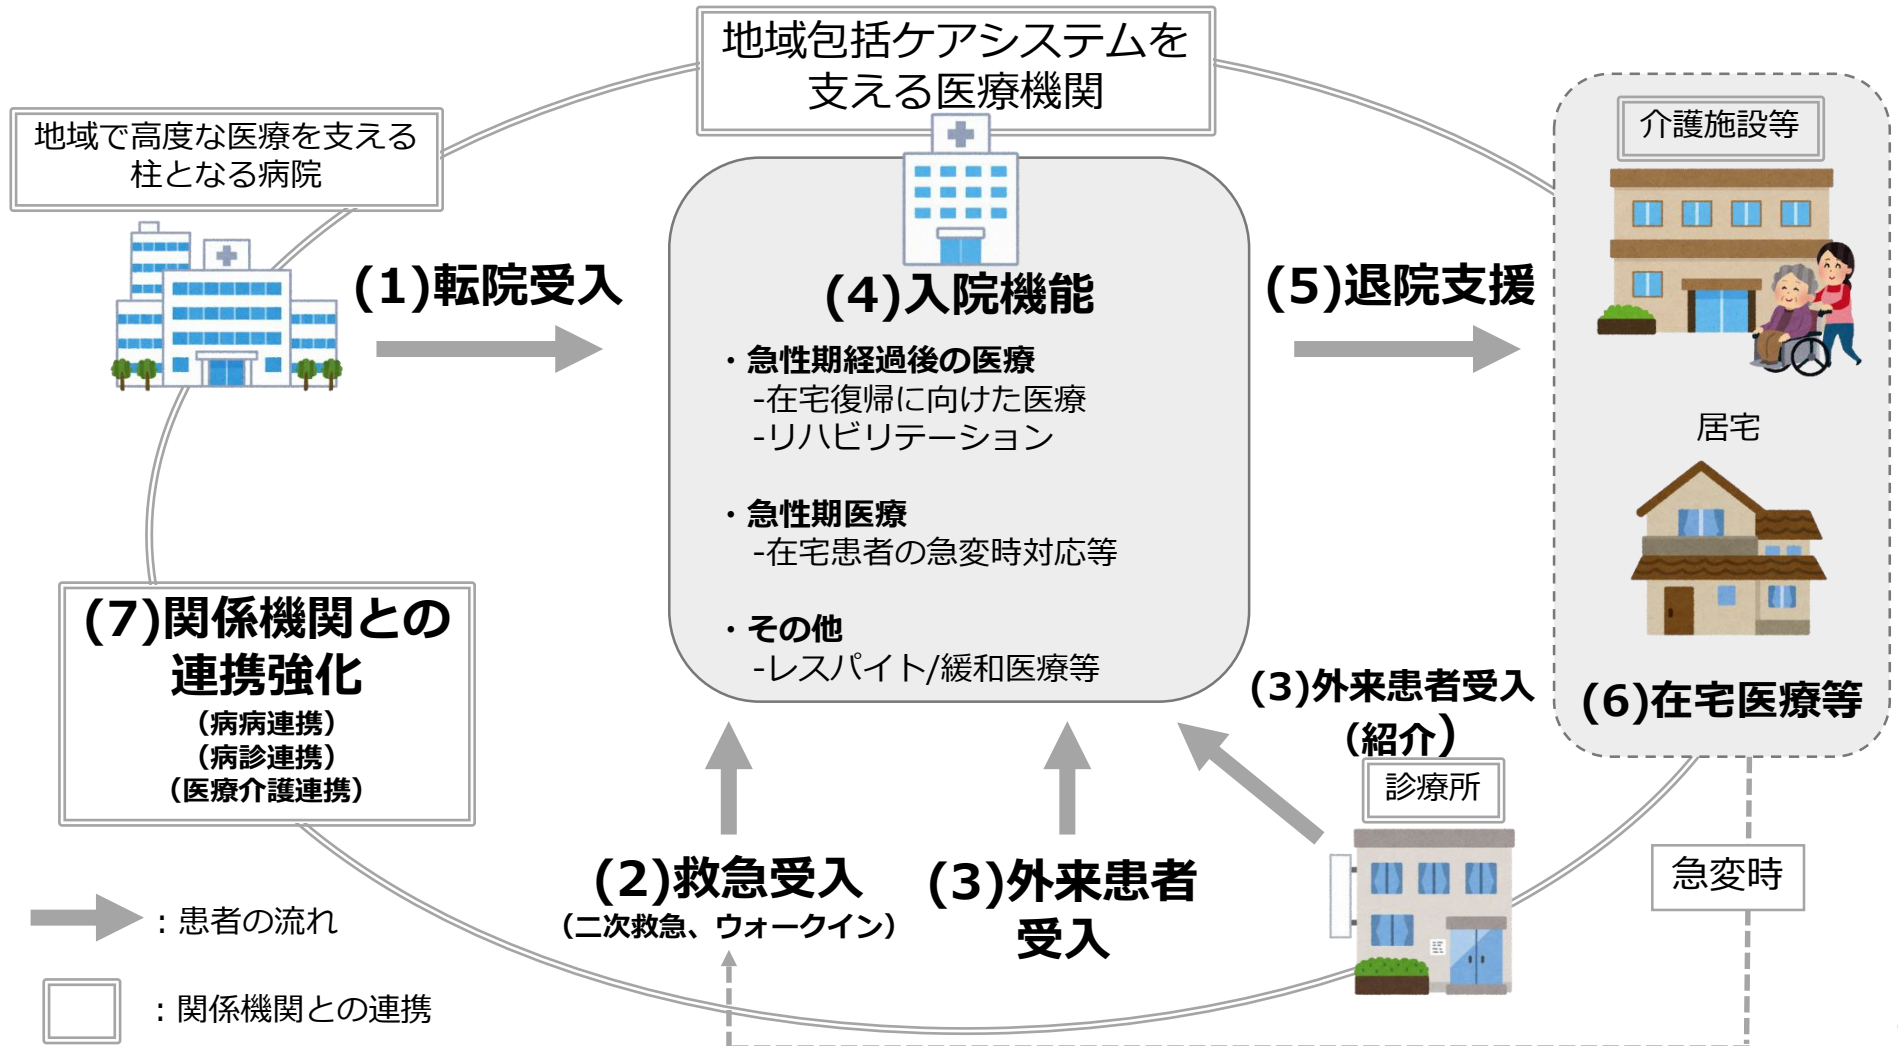 地域包括ケアシステムを
支える医療機関
地域で高度な医療を支える
柱となる病院
(1)転院受入
(4)入院機能
・急性期経過後の医療
-在宅復帰に向けた医療
-リハビリテーション
・急性期医療
-在宅患者の急変時対応等
・その他
-レスパイト/緩和医療等
(5)退院支援
介護施設等
居宅
(6)在宅医療等
(7)関係機関との
連携強化
（病病連携）
（病診連携）
（医療介護連携）
(3)外来患者受入
（紹介）
診療所
(2)救急受入
（二次救急、ウォークイン）
(3)外来患者
受入
急変時
：患者の流れ
：関係機関との連携